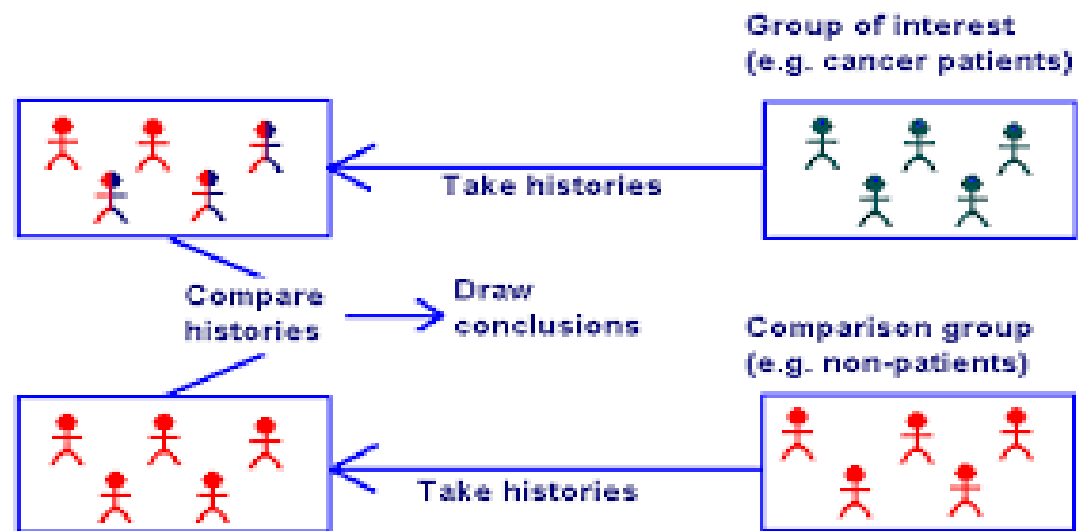 Group of interest
(e.g. cancer patients)
Take histories
Compare
histories
Draw
conclusions
Comparison group
(e.g. non-patients)
Take histories